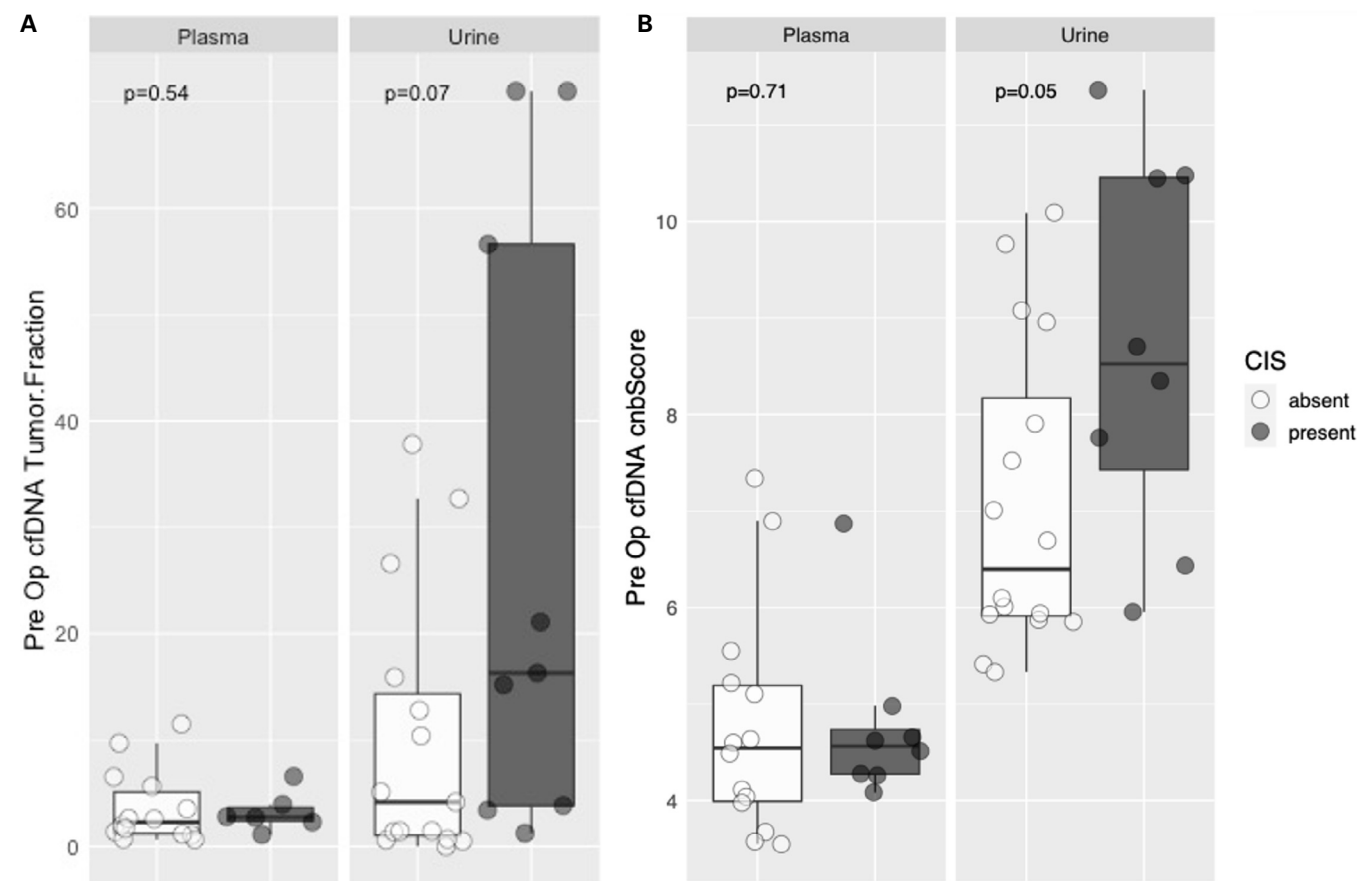 A
Plasma
Urine
p=0.54
p=0.07
60
40
20
0
Pre Op cfDNA Tumor.Fraction
B
Plasma
Urine
p=0.71
p=0.05
10
8
6
4
Pre Op cfDNA cnbScore
CIS
absent
present